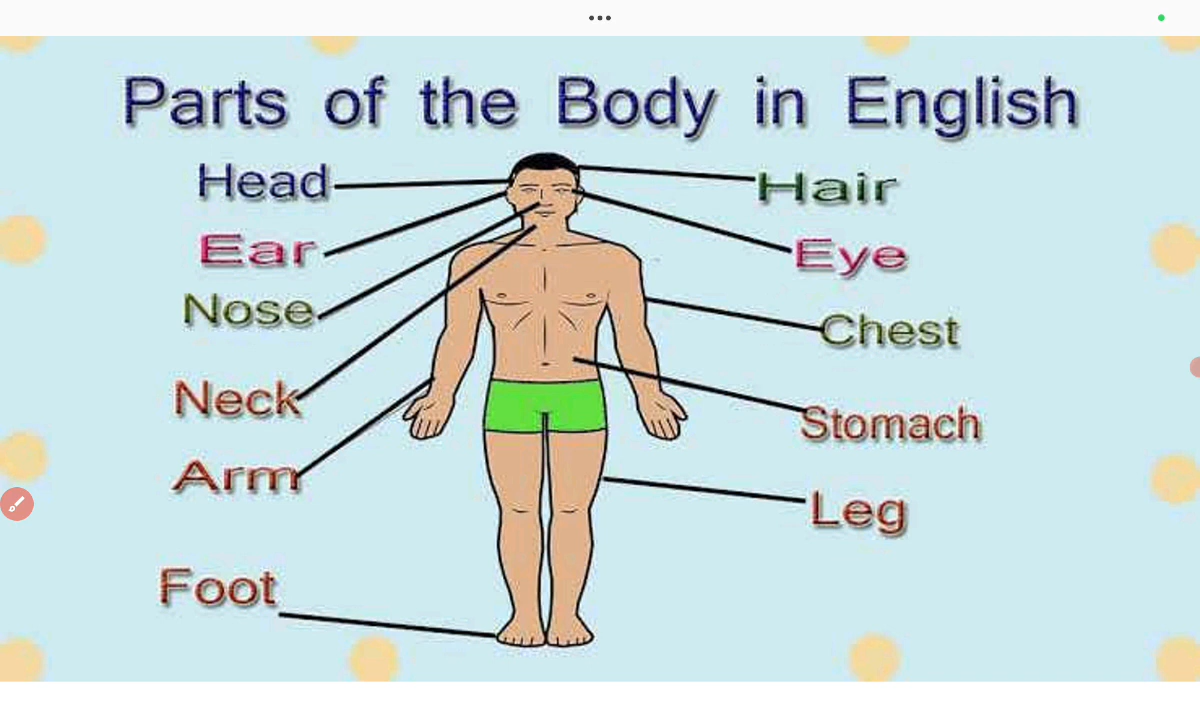 Parts of the Body in English
Head
Hair
Ear
Eye
Nose
Chest
Neck
Stomach
Arm
Leg
Foot